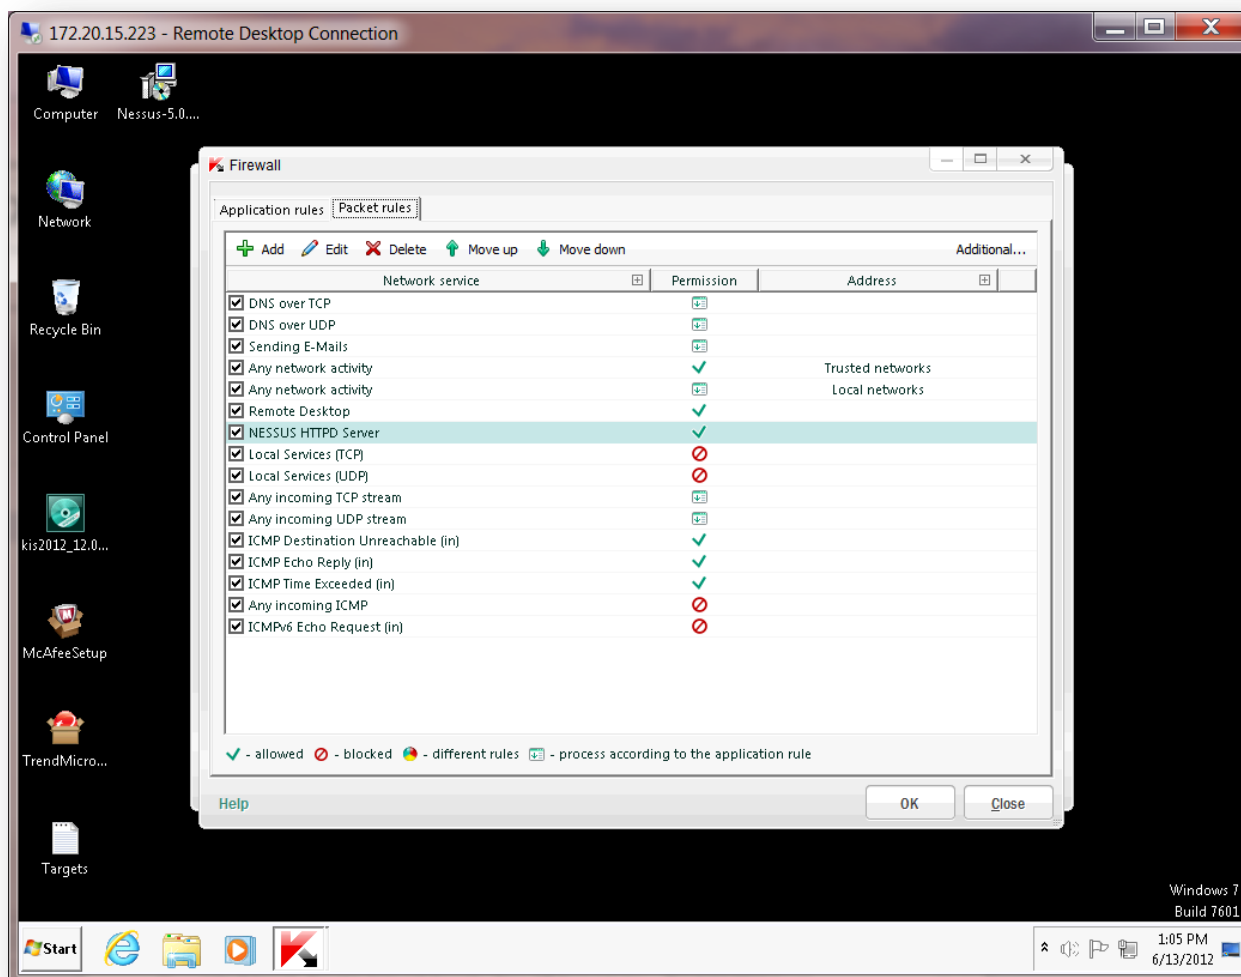 172.20.15.223 - Remote Desktop Connection
Computer
Nessus-5.0....
Network
Recycle Bin
Control Panel
kis2012_12.0...
McAfeeSetup
TrendMicro...
Targets
Firewall
Application rules Packet rules
Add Edit Delete Move up Move down Additional...
Network service Permission Address
DNS over TCP
DNS over UDP
Sending E-Mails
Any network activity Trusted networks
Any network activity Local networks
Remote Desktop
NESSUS HTTPD Server
Local Services (TCP)
Local Services (UDP)
Any incoming TCP stream
Any incoming UDP stream
ICMP Destination Unreachable (in)
ICMP Echo Reply (in)
ICMP Time Exceeded (in)
Any incoming ICMP
ICMPv6 Echo Request (in)
- allowed - blocked - different rules - process according to the application rule
Help OK Close
Windows 7
Build 7601
Start
1:05 PM
6/13/2012